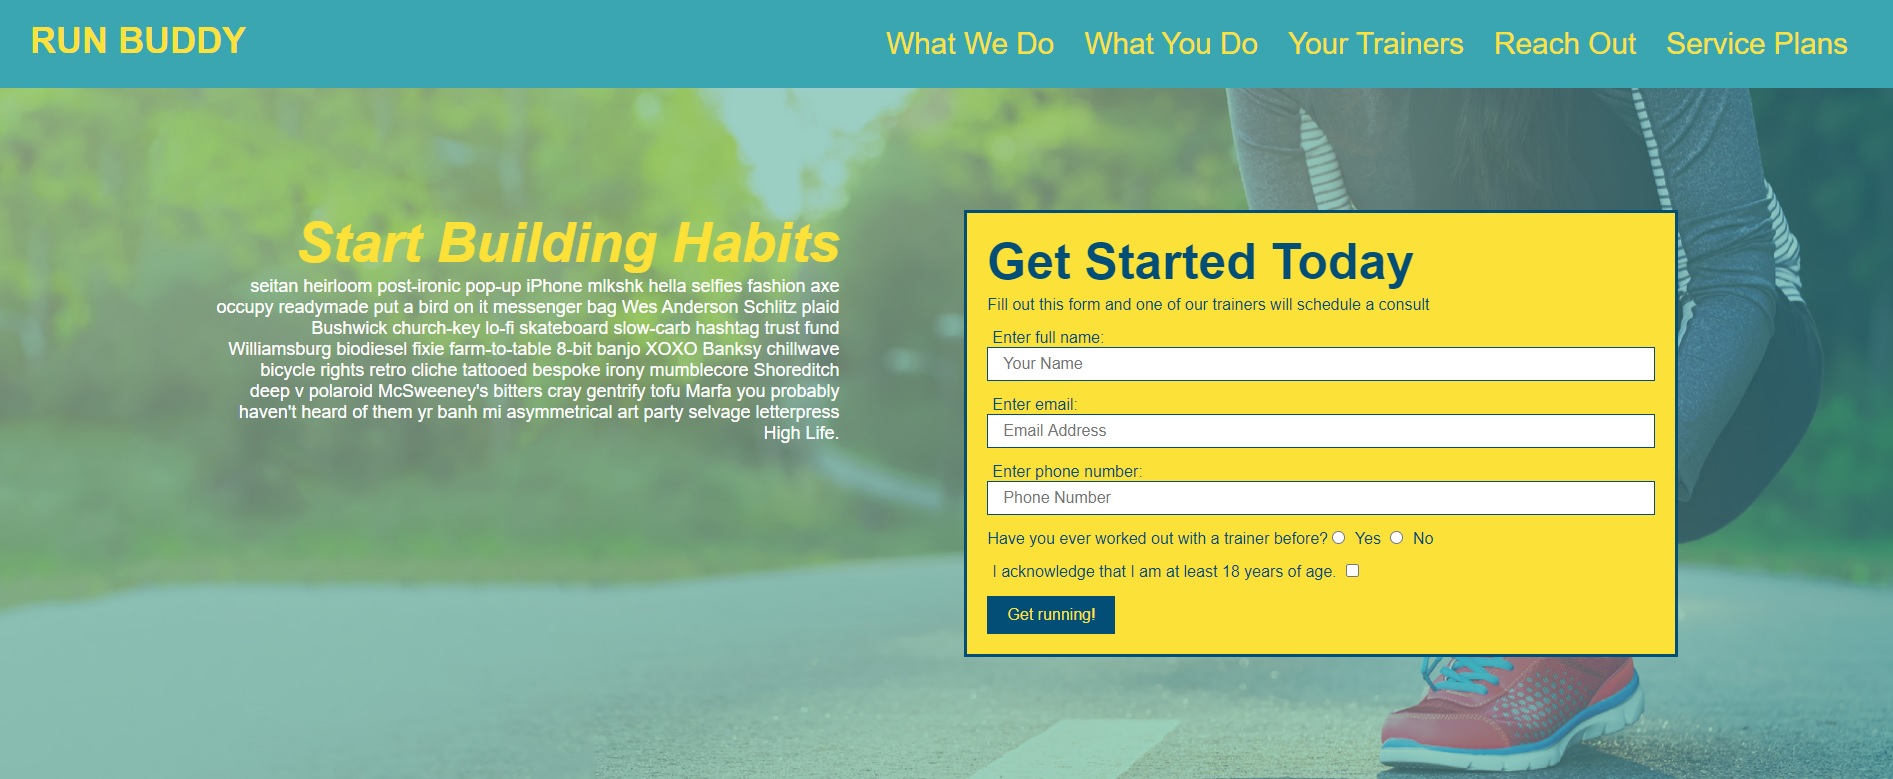 RUN BUDDY
What We Do What You Do Your Trainers Reach Out Service Plans
Start Building Habits
seitan heirloom post-ironic pop-up iPhone mlkshk hella selfies fashion axe
occupy readymade put a bird on it messenger bag Wes Anderson Schlitz plaid
Bushwick church-key lo-fi skateboard slow-carb hashtag trust fund
Williamsburg biodiesel fixie farm-to-table 8-bit banjo XOXO Banksy chillwave
bicycle rights retro cliche tattooed bespoke irony mumblecore Shoreditch
deep v polaroid McSweeney's bitters cray gentrify tofu Marfa you probably
haven't heard of them yr banh mi asymmetrical art party selvage letterpress
High Life.
Get Started Today
Fill out this form and one of our trainers will schedule a consult
Enter full name:
Your Name
Enter email:
Email Address
Enter phone number:
Phone Number
Have you ever worked out with a trainer before? Yes No
I acknowledge that I am at least 18 years of age.
Get running!